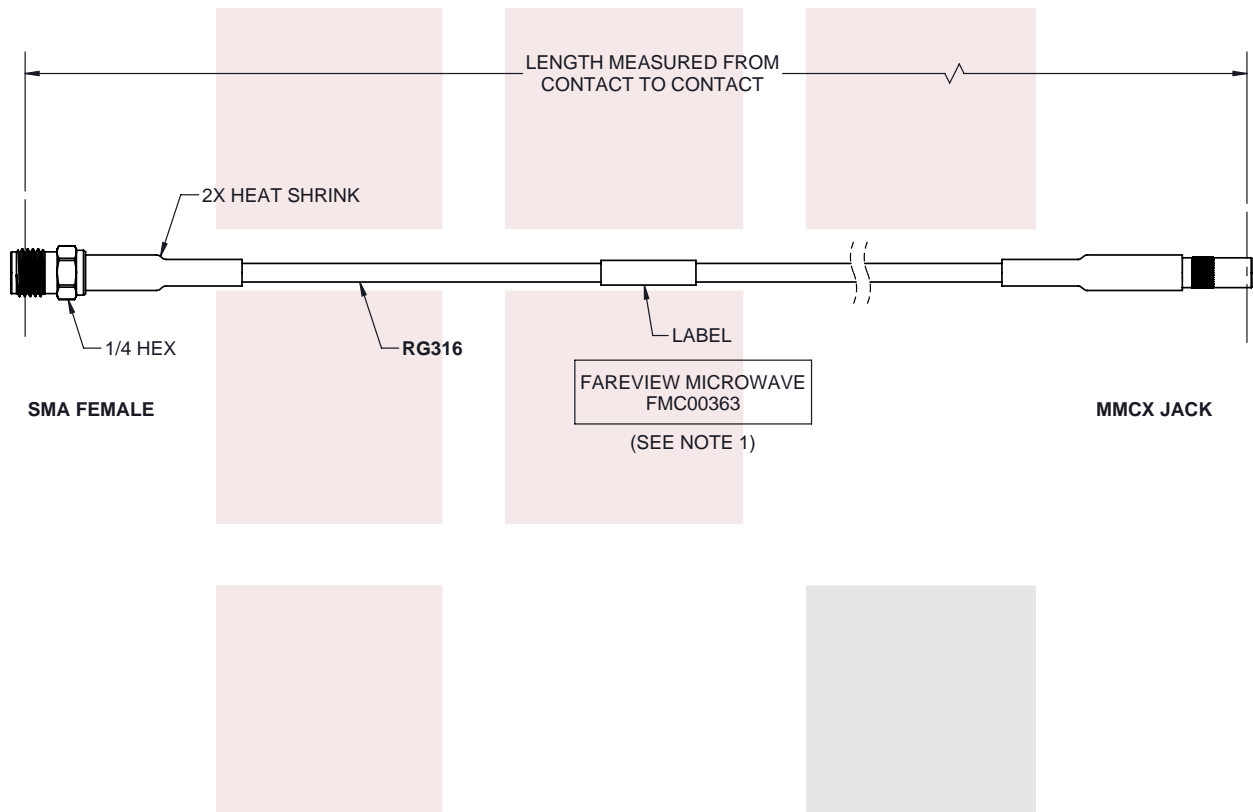 LENGTH MEASURED FROM
CONTACT TO CONTACT
2X HEAT SHRINK
1/4 HEX
RG316
LABEL
FAREVIEW MICROWAVE
FMC00363
(SEE NOTE 1)
SMA FEMALE
MMCX JACK